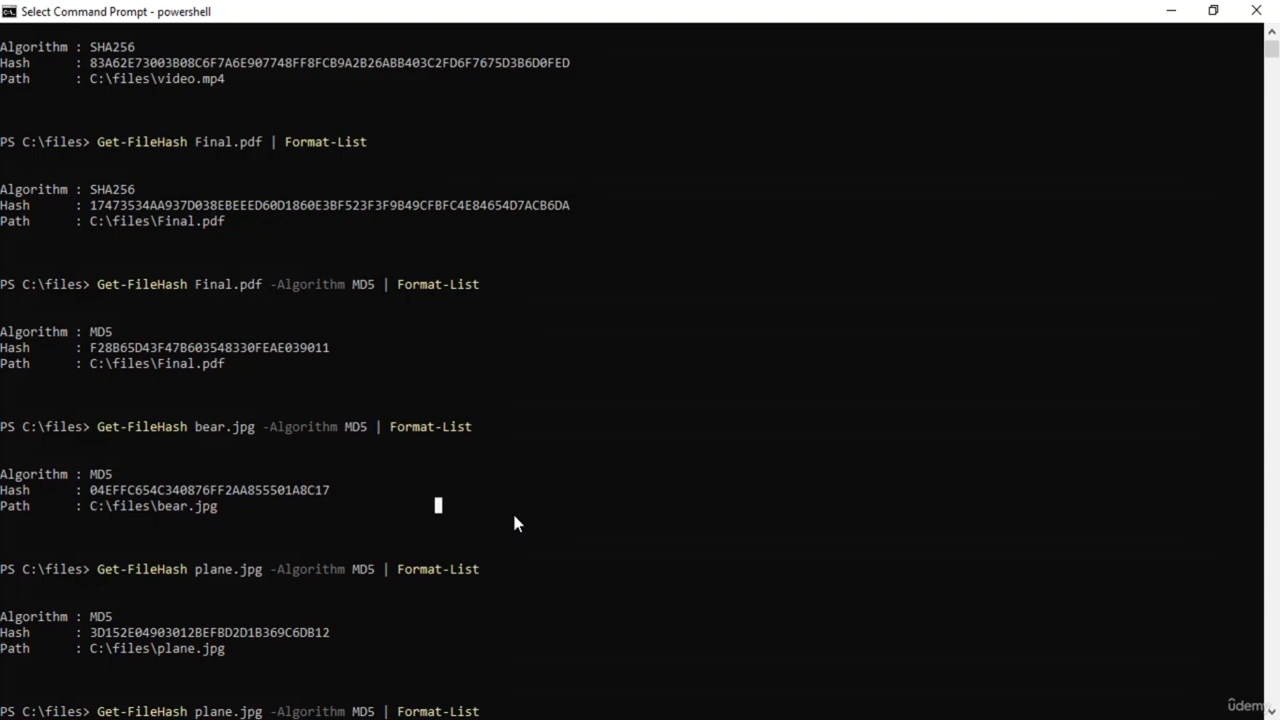 Select Command Prompt - powershell
Algorithm : SHA256
Hash      : 83A62E73003B08C6F7A6E907748FF8FCB9A2B26ABB403C2FD6F7675D3B6D0FED
Path      : C:\files\video.mp4
PS C:\files> Get-FileHash Final.pdf | Format-List
Algorithm : SHA256
Hash      : 17473534AA937D038EBEEED60D1860E3BF523F3F9B49CFBFC4E84654D7ACB6DA
Path      : C:\files\Final.pdf
PS C:\files> Get-FileHash Final.pdf -Algorithm MD5 | Format-List
Algorithm : MD5
Hash      : F28B65D43F47B603548330FEAE039011
Path      : C:\files\Final.pdf
PS C:\files> Get-FileHash bear.jpg -Algorithm MD5 | Format-List
Algorithm : MD5
Hash      : 04EFFC654C340876FF2AA855501A8C17
Path      : C:\files\bear.jpg
PS C:\files> Get-FileHash plane.jpg -Algorithm MD5 | Format-List
Algorithm : MD5
Hash      : 3D152E04903012BEFBD2D1B369C6DB12
Path      : C:\files\plane.jpg
PS C:\files> Get-FileHash plane.jpg -Algorithm MD5 | Format-List
ûdemy